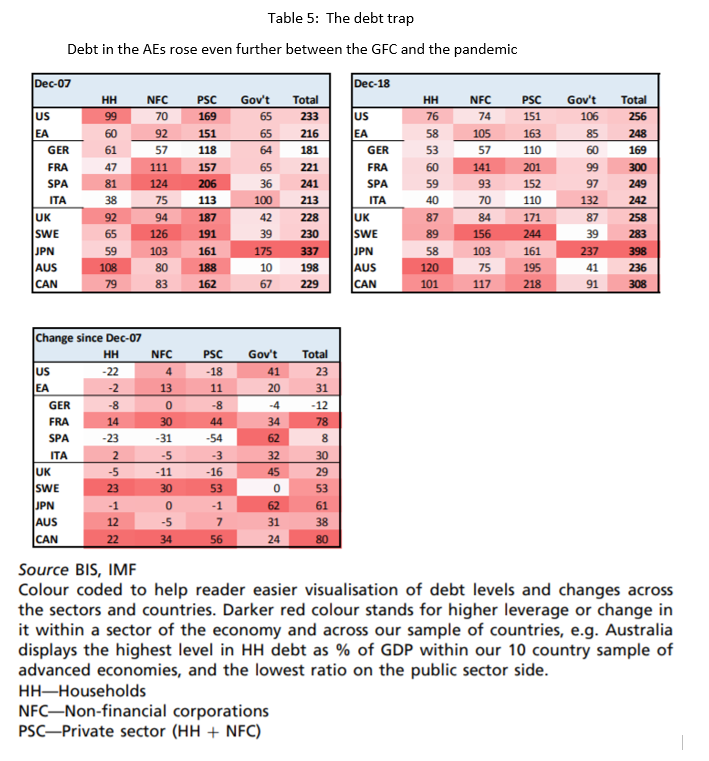 Table 5: The debt trap
Debt in the AEs rose even further between the GFC and the pandemic
Dec-07
HH NFC PSC Gov't Total
US 99 70 169 65 233
EA 60 92 151 65 216
GER 61 57 118 64 181
FRA 47 111 157 65 221
SPA 81 124 206 36 241
ITA 38 75 113 100 213
UK 92 94 187 42 228
SWE 65 126 191 39 230
JPN 59 103 161 175 337
AUS 108 80 188 10 198
CAN 79 83 162 67 229
Dec-18
HH NFC PSC Gov't Total
US 76 74 151 106 256
EA 58 105 163 85 248
GER 53 57 110 60 169
FRA 60 141 201 99 300
SPA 59 93 152 97 249
ITA 40 70 110 132 242
UK 87 84 171 87 258
SWE 89 156 244 39 283
JPN 58 103 161 237 398
AUS 120 75 195 41 236
CAN 101 117 218 91 308
Change since Dec-07
HH NFC PSC Gov't Total
US -22 4 -18 41 23
EA -2 13 11 20 31
GER -8 0 -8 -4 -12
FRA 14 30 44 34 78
SPA -23 -31 -54 62 8
ITA 2 -5 -3 32 30
UK -5 -11 -16 45 29
SWE 23 30 53 0 53
JPN -1 0 -1 62 61
AUS 12 -5 7 31 38
CAN 22 34 56 24 80
Source BIS, IMF
Colour coded to help reader easier visualisation of debt levels and changes across
the sectors and countries. Darker red colour stands for higher leverage or change in
it within a sector of the economy and across our sample of countries, e.g. Australia
displays the highest level in HH debt as % of GDP within our 10 country sample of
advanced economies, and the lowest ratio on the public sector side.
HH—Households
NFC—Non-financial corporations
PSC—Private sector (HH + NFC)